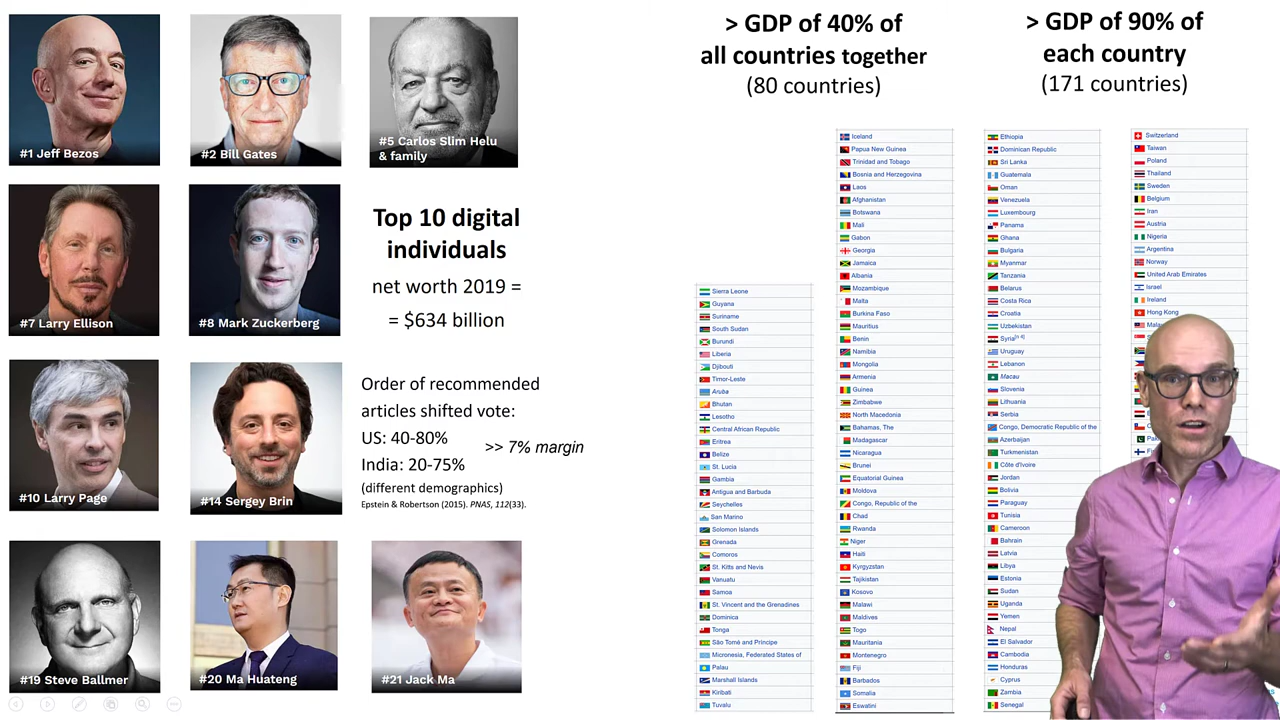 #1 Jeff Bezos
#2 Bill Gates
#5 Carlos Slim Helu
& family
Larry Ellison
#8 Mark Zuckerberg
Top 10 digital
individuals
net worth 2019 =
= $634 billion
#10 Larry Page
#14 Sergey Brin
Order of recommended
articles shifted vote:
US: 40-80%
India: 20-75%
>> 7% margin
(different demographics)
Epstein & Robertson (2015). PNAS, 112(33).
#19 Steve Ballmer
#20 Ma Huateng
#21 Jack Ma
> GDP of 40% of
all countries together
(80 countries)
Sierra Leone
Guyana
Suriname
South Sudan
Burundi
Liberia
Djibouti
Timor-Leste
Aruba
Bhutan
Lesotho
Central African Republic
Eritrea
Belize
St. Lucia
Gambia
Antigua and Barbuda
Seychelles
San Marino
Solomon Islands
Grenada
Comoros
St. Kitts and Nevis
Vanuatu
Samoa
St. Vincent and the Grenadines
Dominica
Tonga
São Tomé and Príncipe
Micronesia, Federated States of
Palau
Marshall Islands
Kiribati
Tuvalu
Iceland
Papua New Guinea
Trinidad and Tobago
Bosnia and Herzegovina
Laos
Afghanistan
Botswana
Mali
Gabon
Georgia
Jamaica
Albania
Mozambique
Malta
Burkina Faso
Mauritius
Benin
Namibia
Mongolia
Armenia
Guinea
Zimbabwe
North Macedonia
Bahamas, The
Madagascar
Nicaragua
Brunei
Equatorial Guinea
Moldova
Congo, Republic of the
Chad
Rwanda
Niger
Haiti
Kyrgyzstan
Tajikistan
Kosovo
Malawi
Maldives
Togo
Mauritania
Montenegro
Fiji
Barbados
Somalia
Eswatini
> GDP of 90% of
each country
(171 countries)
Ethiopia
Dominican Republic
Sri Lanka
Guatemala
Oman
Venezuela
Luxembourg
Panama
Ghana
Bulgaria
Myanmar
Tanzania
Belarus
Costa Rica
Croatia
Uzbekistan
Syria[n 4]
Uruguay
Lebanon
Macau
Slovenia
Lithuania
Serbia
Congo, Democratic Republic of the
Azerbaijan
Turkmenistan
Côte d'Ivoire
Jordan
Bolivia
Paraguay
Tunisia
Cameroon
Bahrain
Latvia
Libya
Estonia
Sudan
Uganda
Yemen
Nepal
El Salvador
Cambodia
Honduras
Cyprus
Zambia
Senegal
Switzerland
Taiwan
Poland
Thailand
Sweden
Belgium
Iran
Austria
Nigeria
Argentina
Norway
United Arab Emirates
Israel
Ireland
Hong Kong